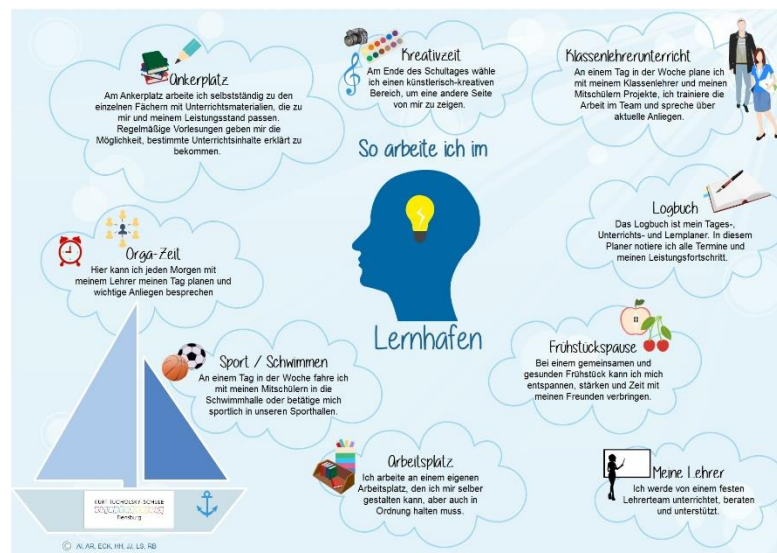 Ankerplatz
Am Ankerplatz arbeite ich selbstständig zu den
einzelnen Fächern mit Unterrichtsmaterialien, die zu
mir und meinem Leistungsstand passen.
Regelmäßige Vorlesungen geben mir die
Möglichkeit, bestimmte Unterrichtsinhalte erklärt zu
bekommen.
Kreativzeit
Am Ende des Schultages wähle
ich einen künstlerisch-kreativen
Bereich, um eine andere Seite
von mir zu zeigen.
Klassenlehrerunterricht
An einem Tag in der Woche plane ich
mit meinem Klassenlehrer und meinen
Mitschülern Projekte, ich trainiere die
Arbeit im Team und spreche über
aktuelle Anliegen.
So arbeite ich im
Lernhafen
Logbuch
Das Logbuch ist mein Tages-,
Unterrichts- und Lernplaner. In diesem
Planer notiere ich alle Termine und
meinen Leistungsfortschritt.
Orga-Zeit
Hier kann ich jeden Morgen mit
meinem Lehrer meinen Tag planen und
wichtige Anliegen besprechen
Sport / Schwimmen
An einem Tag in der Woche fahre ich
mit meinen Mitschülern in die
Schwimmhalle oder betätige mich
sportlich in unseren Sporthallen.
Frühstückspause
Bei einem gemeinsamen und
gesunden Frühstück kann ich mich
entspannen, stärken und Zeit mit
meinen Freunden verbringen.
Arbeitsplatz
Ich arbeite an einem eigenen
Arbeitsplatz, den ich mir selber
gestalten kann, aber auch in
Ordnung halten muss.
Meine Lehrer
Ich werde von einem festen
Lehrerteam unterrichtet, beraten
und unterstützt.
KURT TUCHOLSKY SCHULE
Flensburg
© AI, AR, ECK, HH, JJ, LS, RB